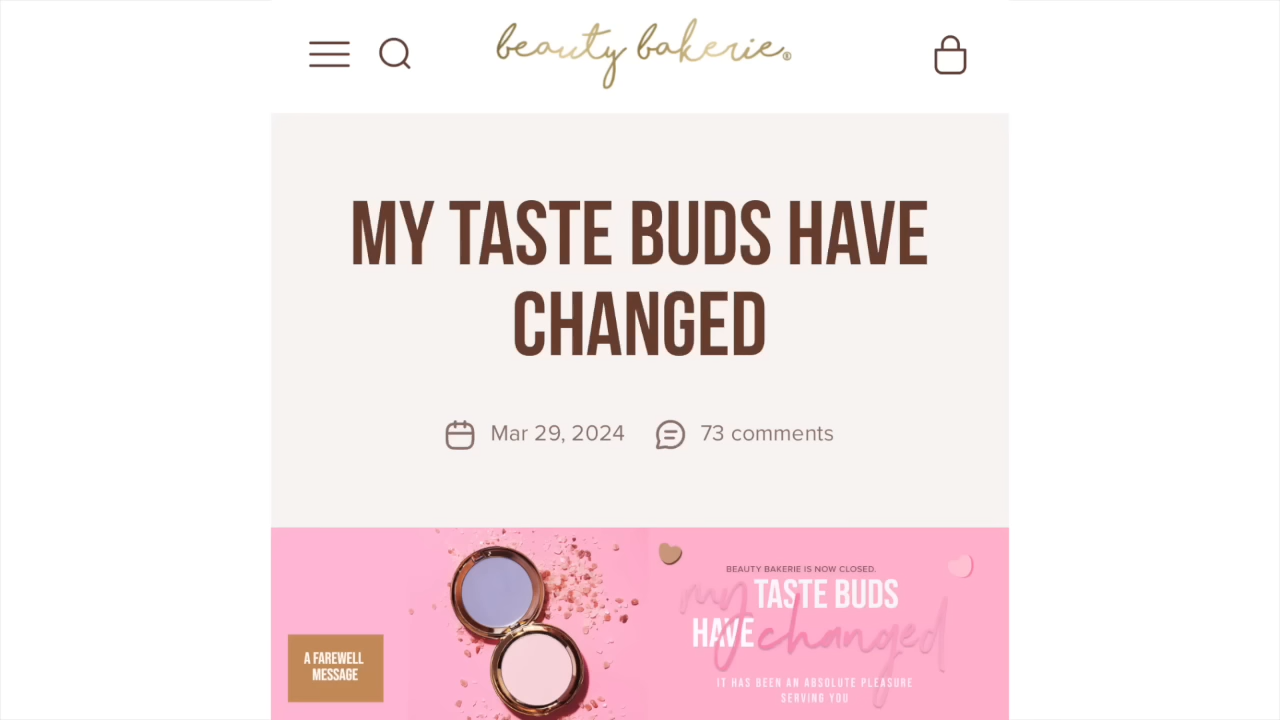 beauty bakerie®
MY TASTE BUDS HAVE
CHANGED
Mar 29, 2024 73 comments
A FAREWELL
MESSAGE
BEAUTY BAKERIE IS NOW CLOSED.
my TASTE BUDS
HAVE changed
IT HAS BEEN AN ABSOLUTE PLEASURE
SERVING YOU